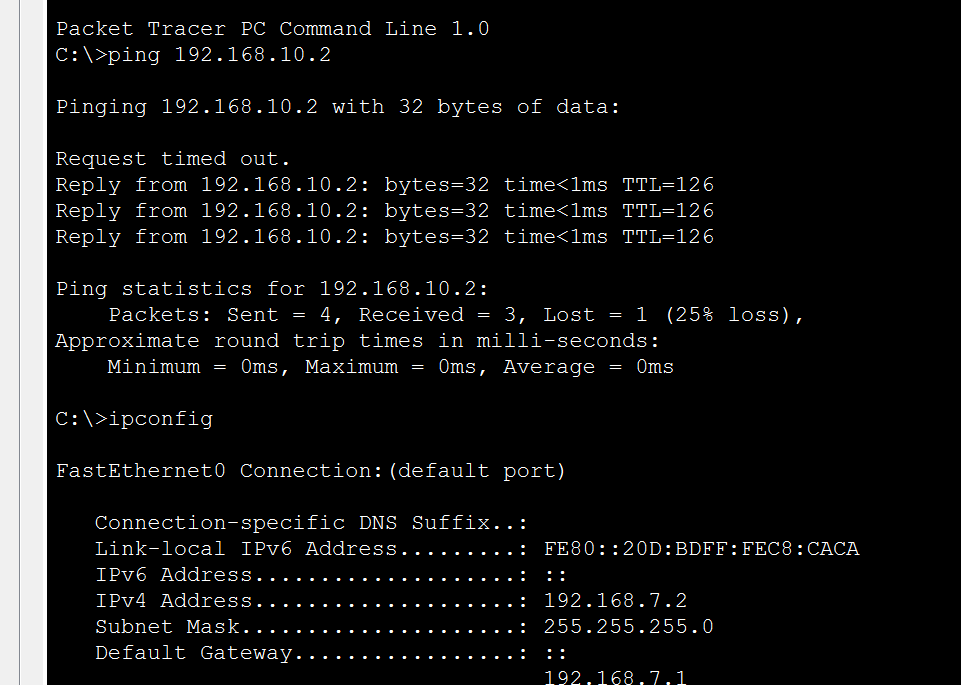 Packet Tracer PC Command Line 1.0
C:\>ping 192.168.10.2
Pinging 192.168.10.2 with 32 bytes of data:
Request timed out.
Reply from 192.168.10.2: bytes=32 time<1ms TTL=126
Reply from 192.168.10.2: bytes=32 time<1ms TTL=126
Reply from 192.168.10.2: bytes=32 time<1ms TTL=126
Ping statistics for 192.168.10.2:
    Packets: Sent = 4, Received = 3, Lost = 1 (25% loss),
Approximate round trip times in milli-seconds:
    Minimum = 0ms, Maximum = 0ms, Average = 0ms
C:\>ipconfig
FastEthernet0 Connection:(default port)
   Connection-specific DNS Suffix..:
   Link-local IPv6 Address.........: FE80::20D:BDFF:FEC8:CACA
   IPv6 Address....................: ::
   IPv4 Address....................: 192.168.7.2
   Subnet Mask.....................: 255.255.255.0
   Default Gateway.................: ::
                                     192.168.7.1